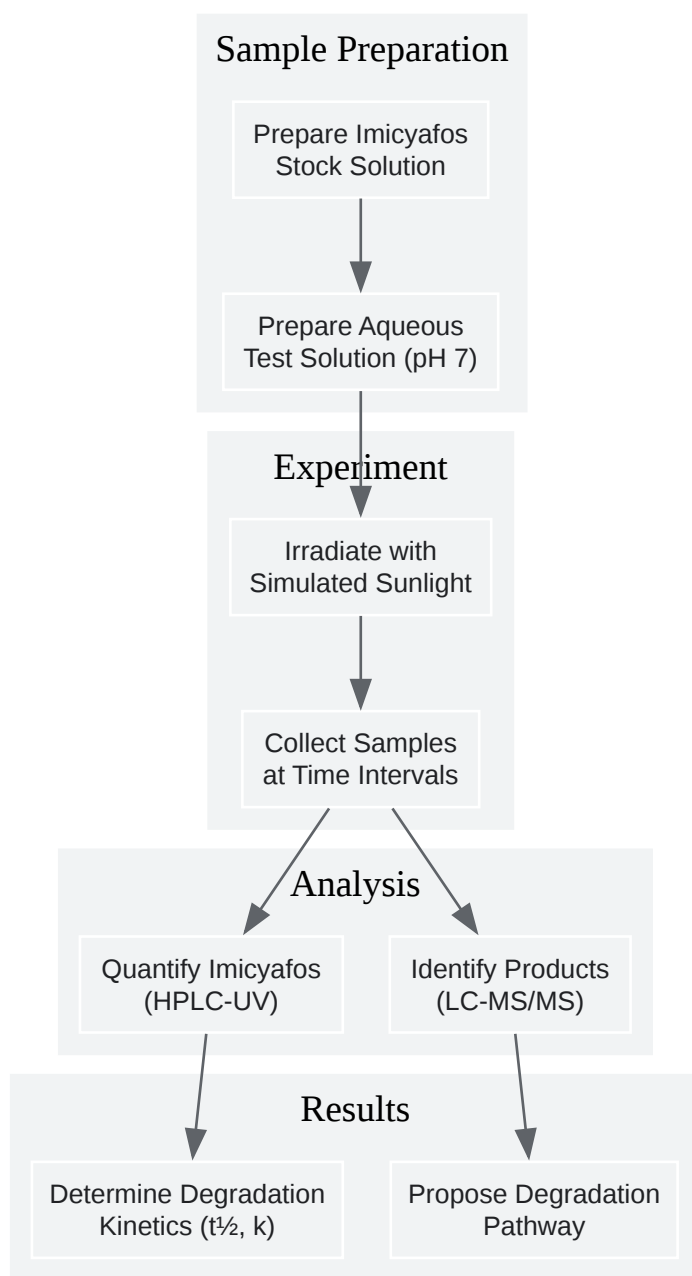 Sample Preparation
Prepare Imicyafos
Stock Solution
Prepare Aqueous
Test Solution (pH 7)
Experiment
Irradiate with
Simulated Sunlight
Collect Samples
at Time Intervals
Analysis
Quantify Imicyafos
(HPLC-UV)
Identify Products
(LC-MS/MS)
Results
Determine Degradation
Kinetics (t½, k)
Propose Degradation
Pathway